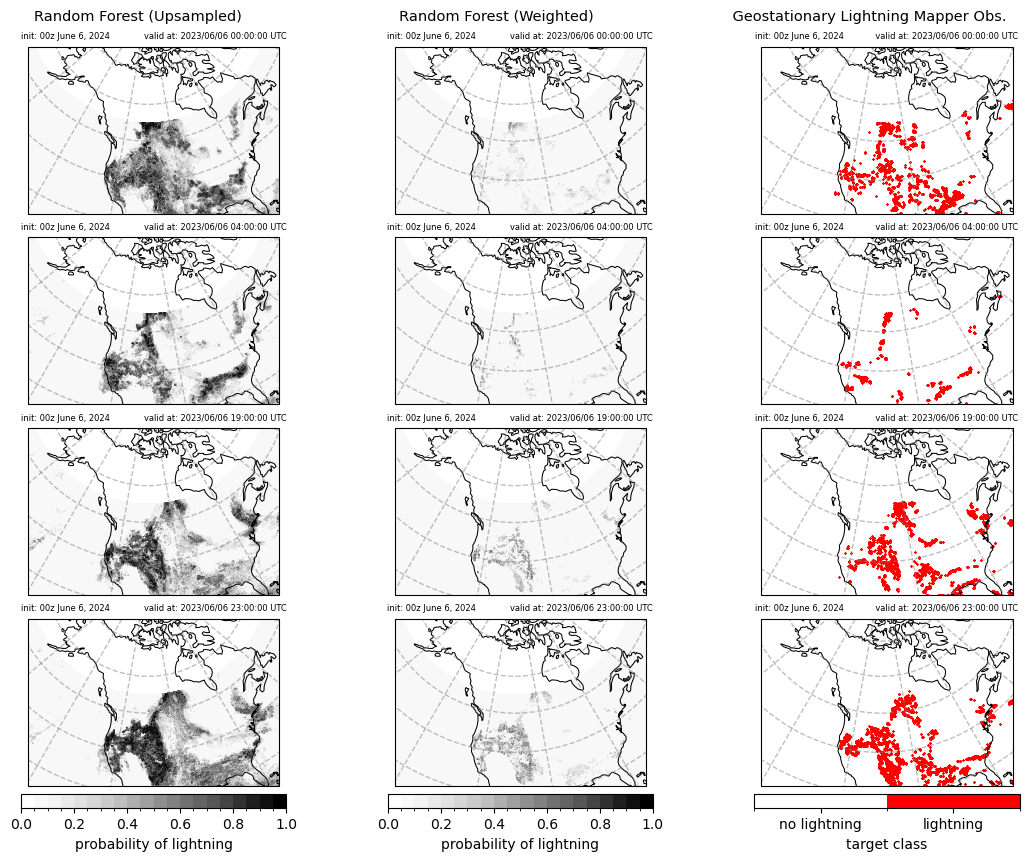 Random Forest (Upsampled) Random Forest (Weighted) Geostationary Lightning Mapper Obs.
init: 00z June 6, 2024 valid at: 2023/06/06 00:00:00 UTC init: 00z June 6, 2024 valid at: 2023/06/06 00:00:00 UTC init: 00z June 6, 2024 valid at: 2023/06/06 00:00:00 UTC
init: 00z June 6, 2024 valid at: 2023/06/06 04:00:00 UTC init: 00z June 6, 2024 valid at: 2023/06/06 04:00:00 UTC init: 00z June 6, 2024 valid at: 2023/06/06 04:00:00 UTC
init: 00z June 6, 2024 valid at: 2023/06/06 19:00:00 UTC init: 00z June 6, 2024 valid at: 2023/06/06 19:00:00 UTC init: 00z June 6, 2024 valid at: 2023/06/06 19:00:00 UTC
init: 00z June 6, 2024 valid at: 2023/06/06 23:00:00 UTC init: 00z June 6, 2024 valid at: 2023/06/06 23:00:00 UTC init: 00z June 6, 2024 valid at: 2023/06/06 23:00:00 UTC
0.0 0.2 0.4 0.6 0.8 1.0 0.0 0.2 0.4 0.6 0.8 1.0 no lightning lightning
probability of lightning probability of lightning target class